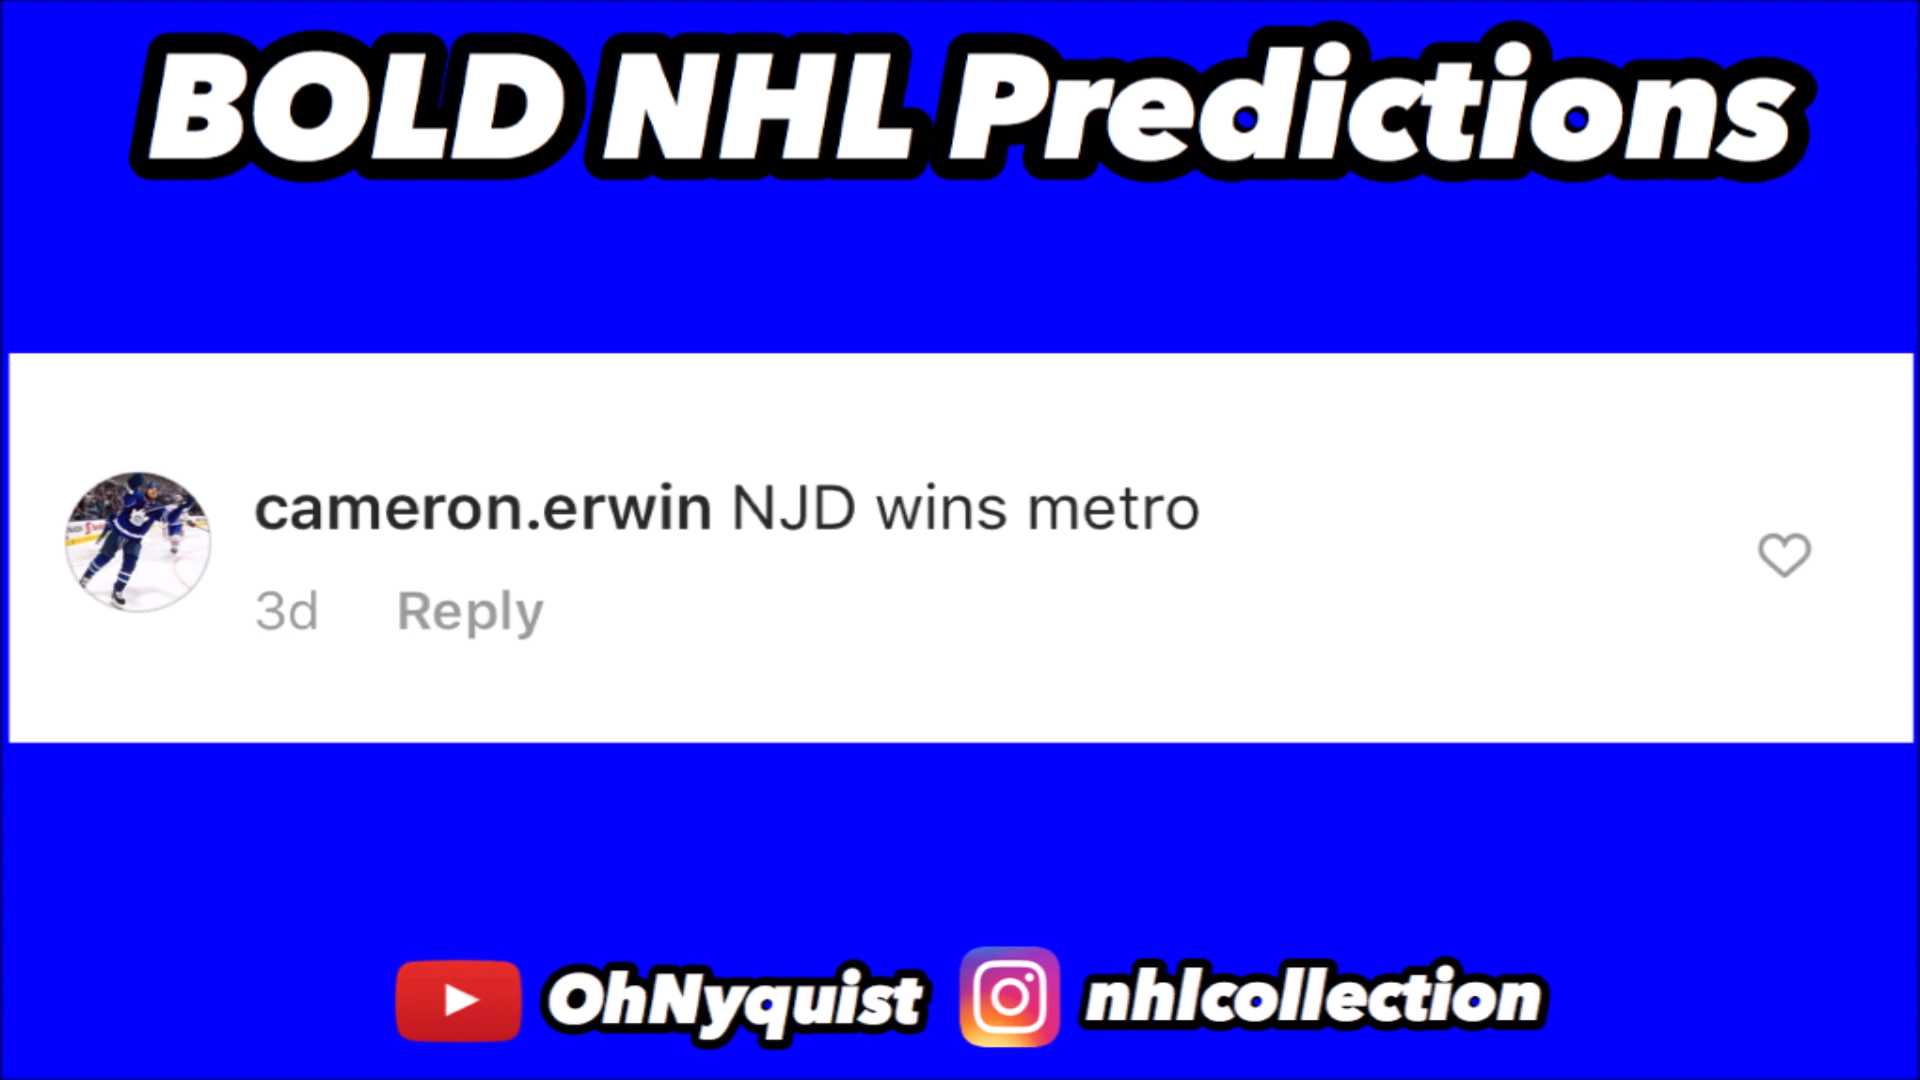 BOLD NHL Predictions
cameron.erwin NJD wins metro
3d Reply
OhNyquist nhlcollection